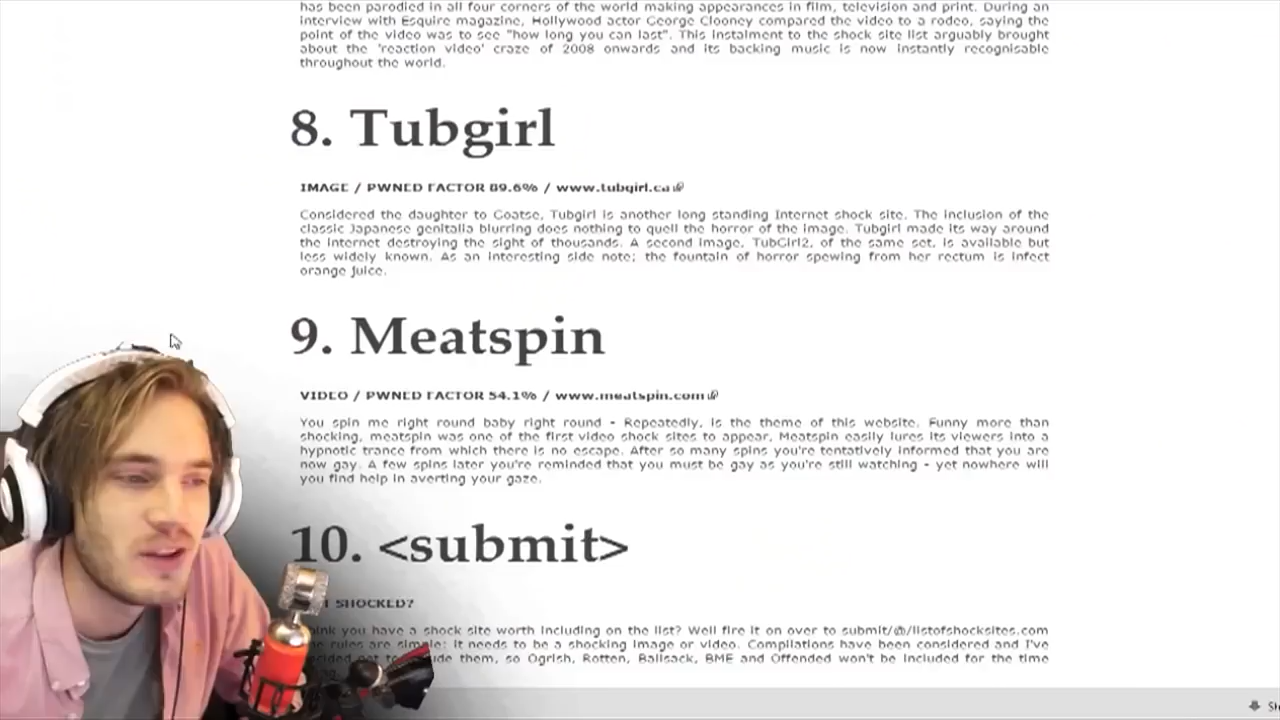 has been parodied in all four corners of the world making appearances in film, television and print. During an
interview with Esquire magazine, Hollywood actor George Clooney compared the video to a rodeo, saying the
point of the video was to see "how long you can last". This instalment to the shock site list arguably brought
about the 'reaction video' craze of 2008 onwards and its backing music is now instantly recognisable
throughout the world.
8. Tubgirl
IMAGE / PWNED FACTOR 89.6% / www.tubgirl.ca
Considered the daughter to Goatse, Tubgirl is another long standing Internet shock site. The inclusion of the
classic Japanese genitalia blurring does nothing to quell the horror of the image. Tubgirl made its way around
the internet destroying the sight of thousands. A second image, TubGirl2, of the same set, is available but
less widely known. As an interesting side note; the fountain of horror spewing from her rectum is infect
orange juice.
9. Meatspin
VIDEO / PWNED FACTOR 54.1% / www.meatspin.com
You spin me right round baby right round - Repeatedly, is the theme of this website. Funny more than
shocking, meatspin was one of the first video shock sites to appear. Meatspin easily lures its viewers into a
hypnotic trance from which there is no escape. After so many spins you're tentatively informed that you are
now gay. A few spins later you're reminded that you must be gay as you're still watching - yet nowhere will
you find help in averting your gaze.
10. <submit>
SHOCKED?
you have a shock site worth including on the list? Well fire it on over to submit/@/listofshocksites.com
rules are simple: it needs to be a shocking image or video. Compilations have been considered and I've
them, so Ogrish, Rotten, Ballsack, BME and Offended won't be included for the time